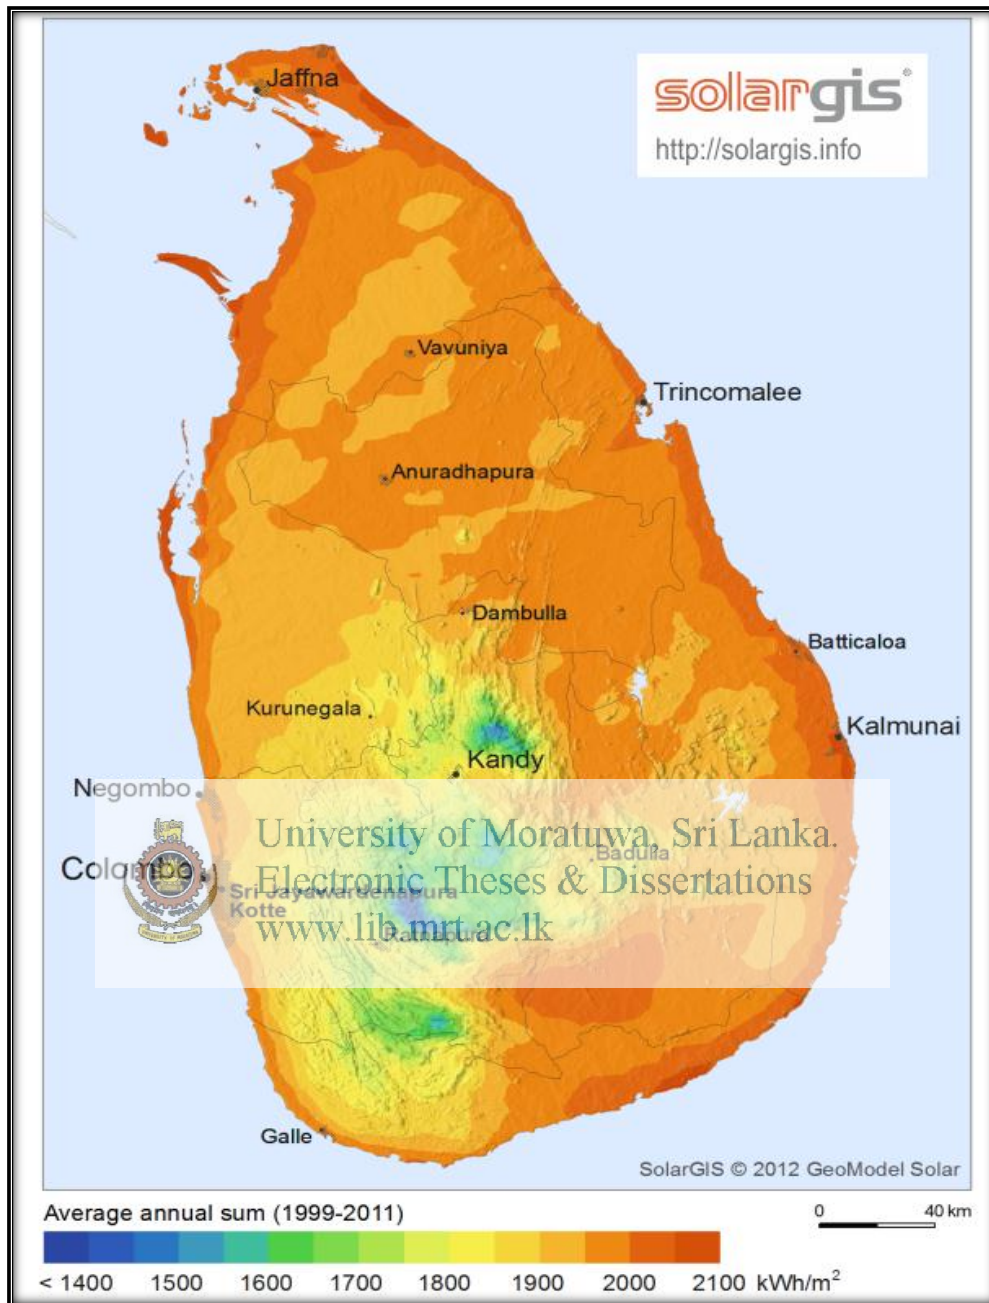 Jaffna
solargis®
http://solargis.info
Vavuniya
Trincomalee
Anuradhapura
Dambulla
Batticaloa
Kurunegala
Kalmunai
Kandy
Negombo
University of Moratuwa, Sri Lanka.
Badulla
Colombo
Electronic Theses & Dissertations
Sri Jayawardenapura
Kotte
www.lib.mrt.ac.lk
Ratnapura
Galle
SolarGIS © 2012 GeoModel Solar
Average annual sum (1999-2011)
0 40 km
< 1400 1500 1600 1700 1800 1900 2000 2100 kWh/m²